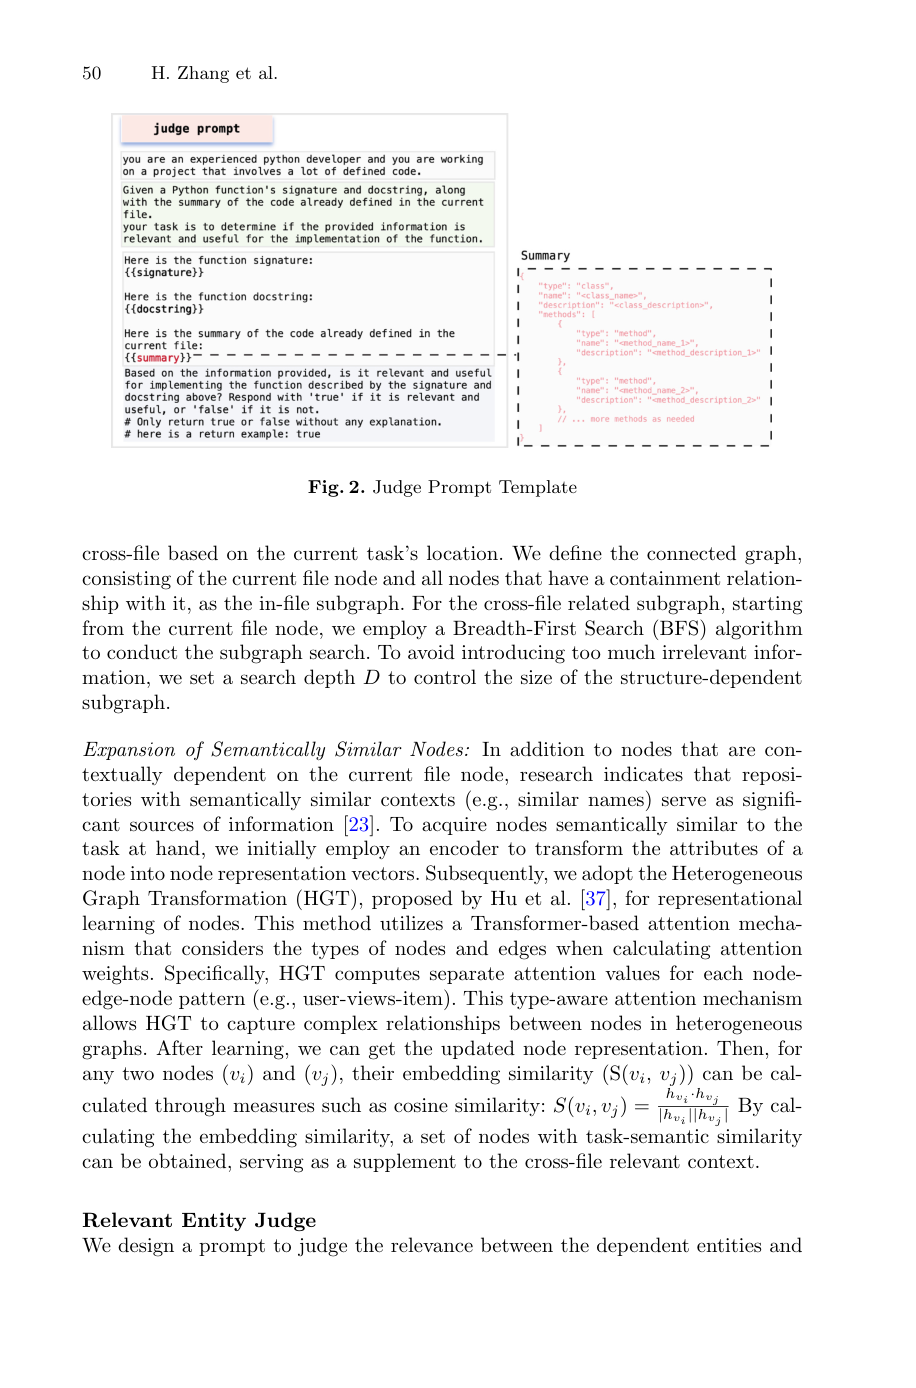 50 H. Zhang et al.
judge prompt
you are an experienced python developer and you are working
on a project that involves a lot of defined code.
Given a Python function's signature and docstring, along
with the summary of the code already defined in the current
file.
your task is to determine if the provided information is
relevant and useful for the implementation of the function.
Here is the function signature:
{{signature}}
Here is the function docstring:
{{docstring}}
Here is the summary of the code already defined in the
current file:
{{summary}}
Based on the information provided, is it relevant and useful
for implementing the function described by the signature and
docstring above? Respond with 'true' if it is relevant and
useful, or 'false' if it is not.
# Only return true or false without any explanation.
# here is a return example: true
Summary
{
"type": "class",
"name": "<class_name>",
"description": "<class_description>",
"methods": [
{
"type": "method",
"name": "<method_name_1>",
"description": "<method_description_1>"
},
{
"type": "method",
"name": "<method_name_2>",
"description": "<method_description_2>"
},
// ... more methods as needed
]
}
Fig. 2. Judge Prompt Template
cross-file based on the current task's location. We define the connected graph,
consisting of the current file node and all nodes that have a containment relation-
ship with it, as the in-file subgraph. For the cross-file related subgraph, starting
from the current file node, we employ a Breadth-First Search (BFS) algorithm
to conduct the subgraph search. To avoid introducing too much irrelevant infor-
mation, we set a search depth D to control the size of the structure-dependent
subgraph.
Expansion of Semantically Similar Nodes: In addition to nodes that are con-
textually dependent on the current file node, research indicates that reposi-
tories with semantically similar contexts (e.g., similar names) serve as signifi-
cant sources of information [23]. To acquire nodes semantically similar to the
task at hand, we initially employ an encoder to transform the attributes of a
node into node representation vectors. Subsequently, we adopt the Heterogeneous
Graph Transformation (HGT), proposed by Hu et al. [37], for representational
learning of nodes. This method utilizes a Transformer-based attention mecha-
nism that considers the types of nodes and edges when calculating attention
weights. Specifically, HGT computes separate attention values for each node-
edge-node pattern (e.g., user-views-item). This type-aware attention mechanism
allows HGT to capture complex relationships between nodes in heterogeneous
graphs. After learning, we can get the updated node representation. Then, for
any two nodes (v_i) and (v_j), their embedding similarity (S(v_i, v_j)) can be cal-
culated through measures such as cosine similarity: S(v_i, v_j) = h_{v_i}·h_{v_j} / |h_{v_i}||h_{v_j}| By cal-
culating the embedding similarity, a set of nodes with task-semantic similarity
can be obtained, serving as a supplement to the cross-file relevant context.
Relevant Entity Judge
We design a prompt to judge the relevance between the dependent entities and